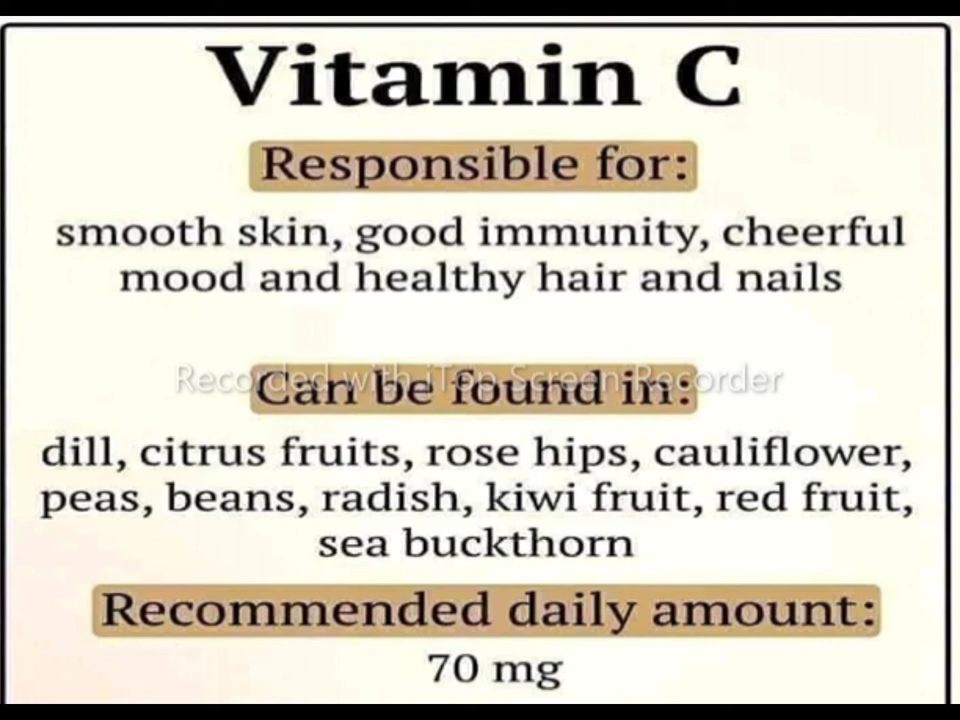 Vitamin C
Responsible for:
smooth skin, good immunity, cheerful
mood and healthy hair and nails
Recorded with iTop Screen Recorder
Can be found in:
dill, citrus fruits, rose hips, cauliflower,
peas, beans, radish, kiwi fruit, red fruit,
sea buckthorn
Recommended daily amount:
70 mg